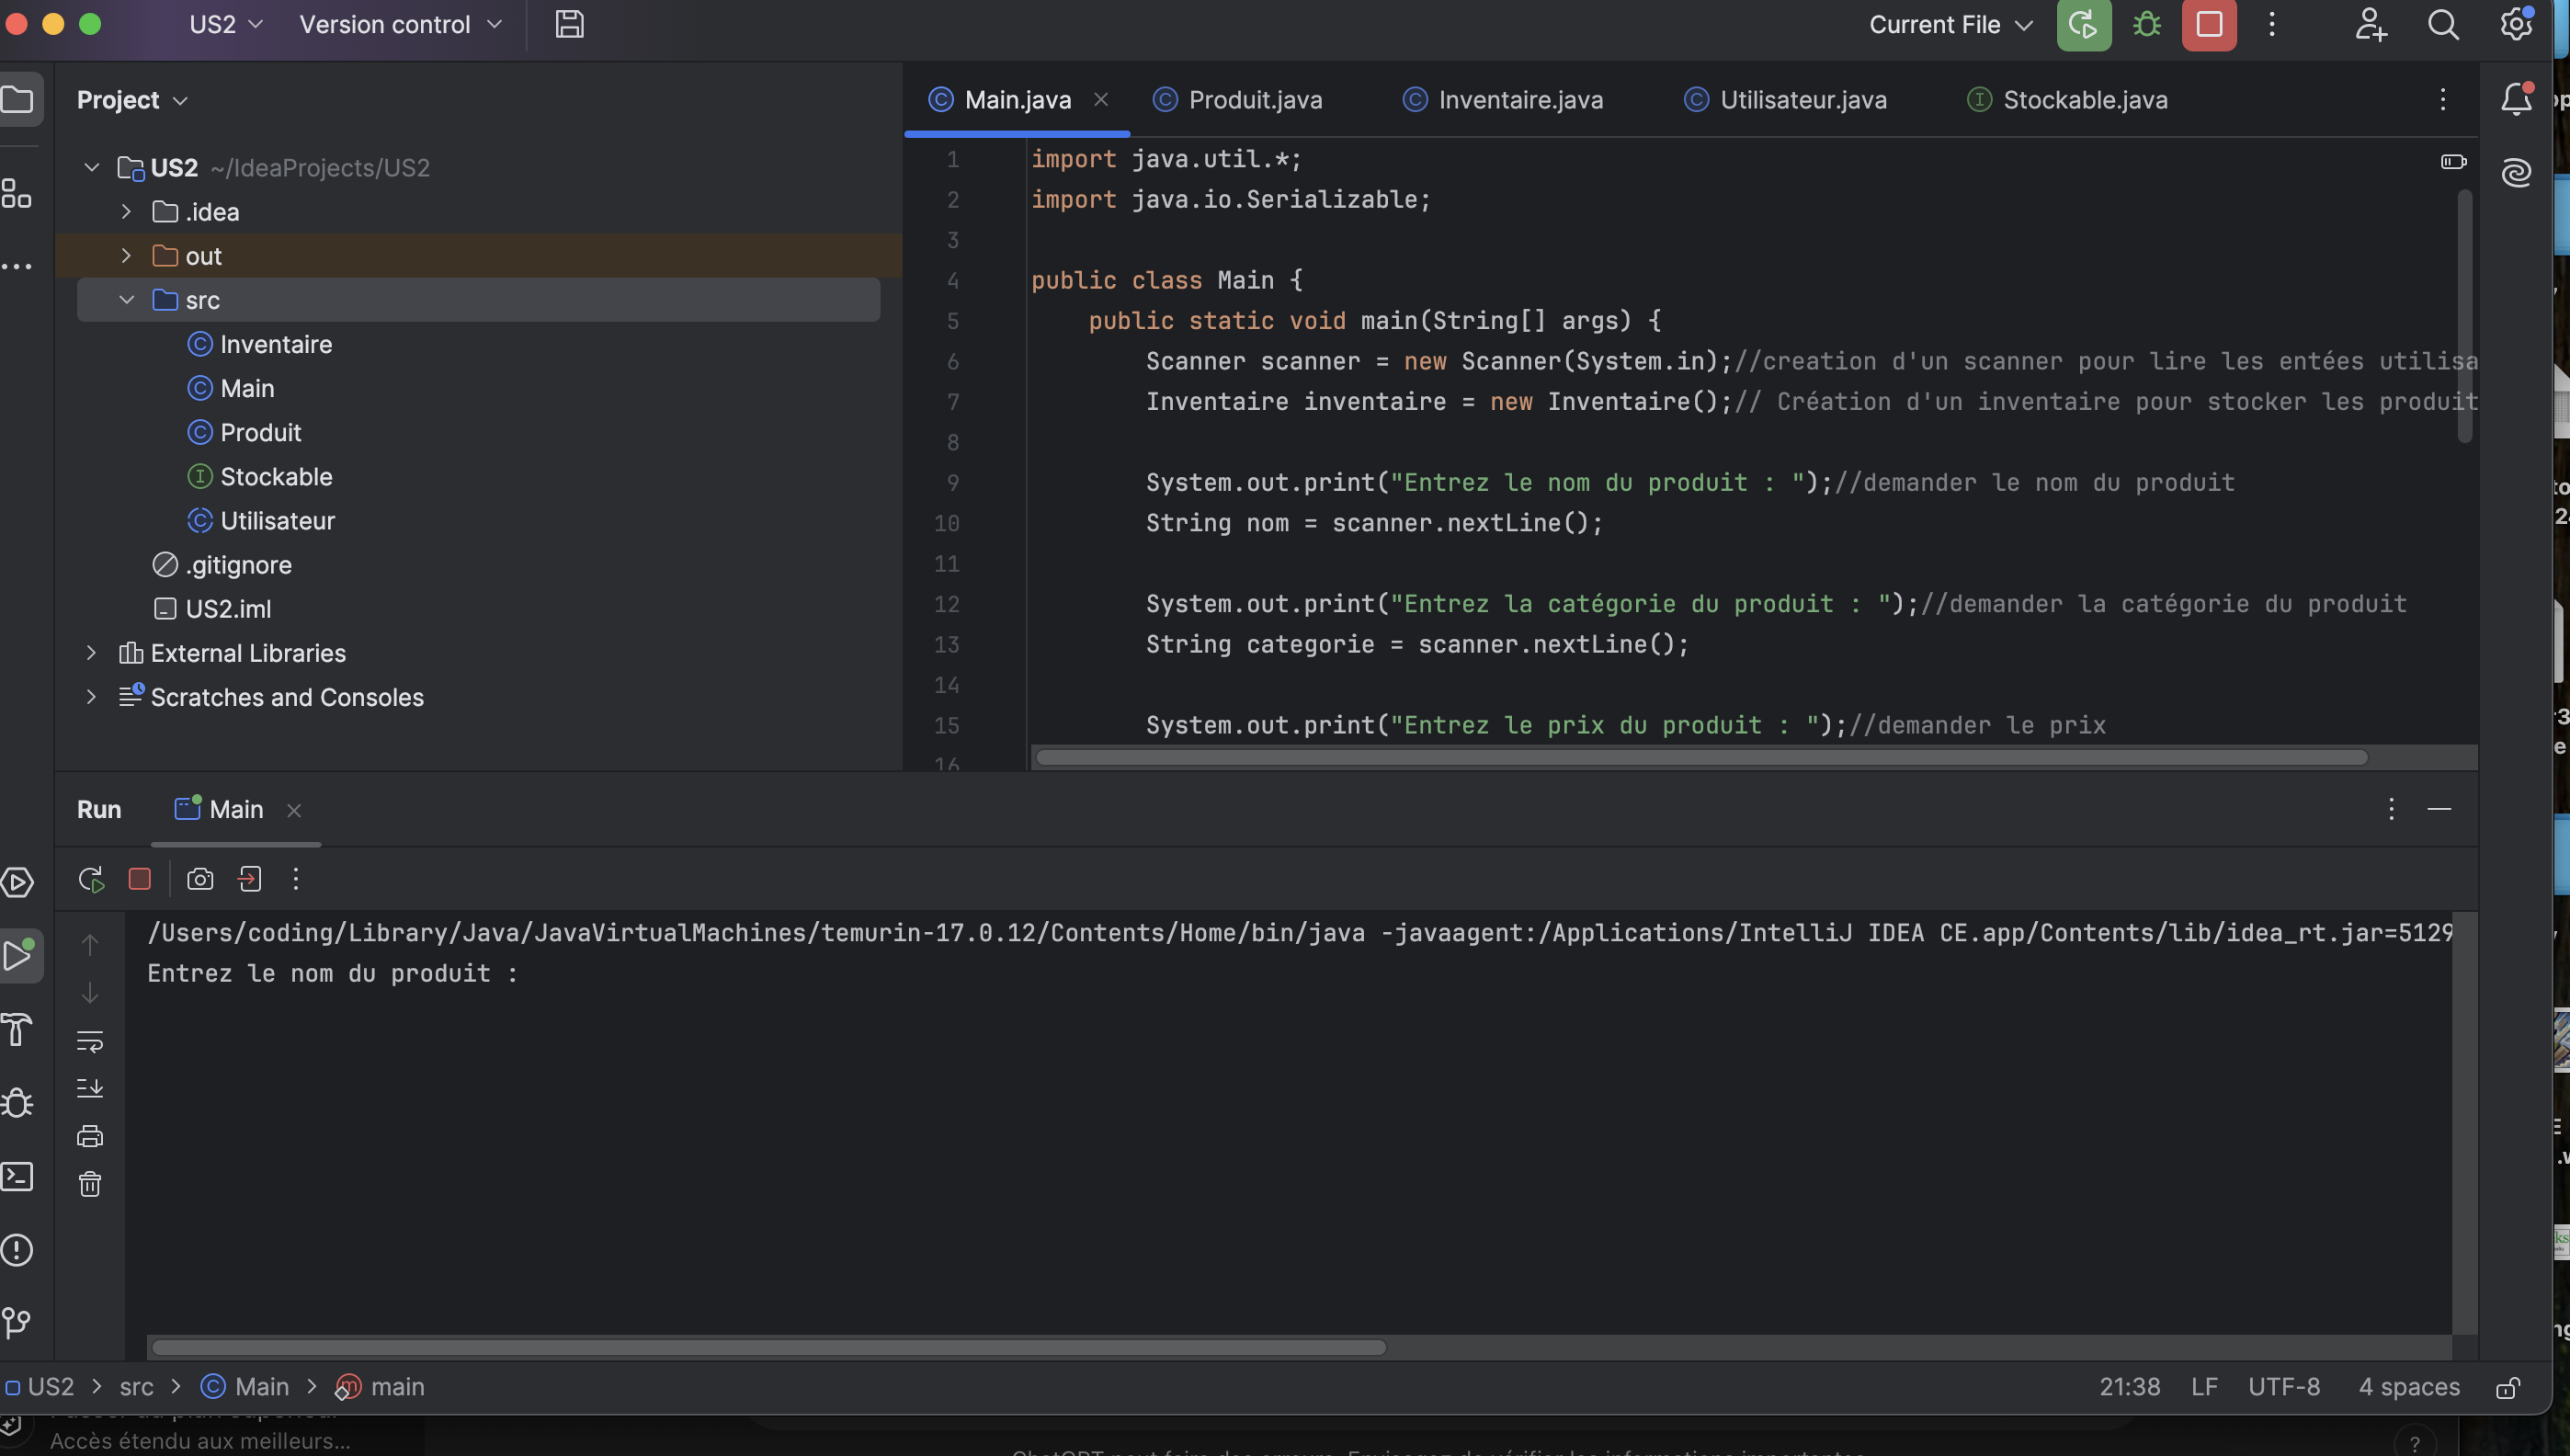 US2
Version control
Current File
Project
Main.java
Produit.java
Inventaire.java
Utilisateur.java
Stockable.java
US2 ~/IdeaProjects/US2
.idea
out
src
Inventaire
Main
Produit
Stockable
Utilisateur
.gitignore
US2.iml
External Libraries
Scratches and Consoles
1 import java.util.*;
2 import java.io.Serializable;
3
4 public class Main {
5 public static void main(String[] args) {
6 Scanner scanner = new Scanner(System.in);//creation d'un scanner pour lire les entées utilisa
7 Inventaire inventaire = new Inventaire();// Création d'un inventaire pour stocker les produit
8
9 System.out.print("Entrez le nom du produit : ");//demander le nom du produit
10 String nom = scanner.nextLine();
11
12 System.out.print("Entrez la catégorie du produit : ");//demander la catégorie du produit
13 String categorie = scanner.nextLine();
14
15 System.out.print("Entrez le prix du produit : ");//demander le prix
16
Run
Main
/Users/coding/Library/Java/JavaVirtualMachines/temurin-17.0.12/Contents/Home/bin/java -javaagent:/Applications/IntelliJ IDEA CE.app/Contents/lib/idea_rt.jar=5129
Entrez le nom du produit :
US2 > src > Main > main
21:38 LF UTF-8 4 spaces
Accès étendu aux meilleurs...